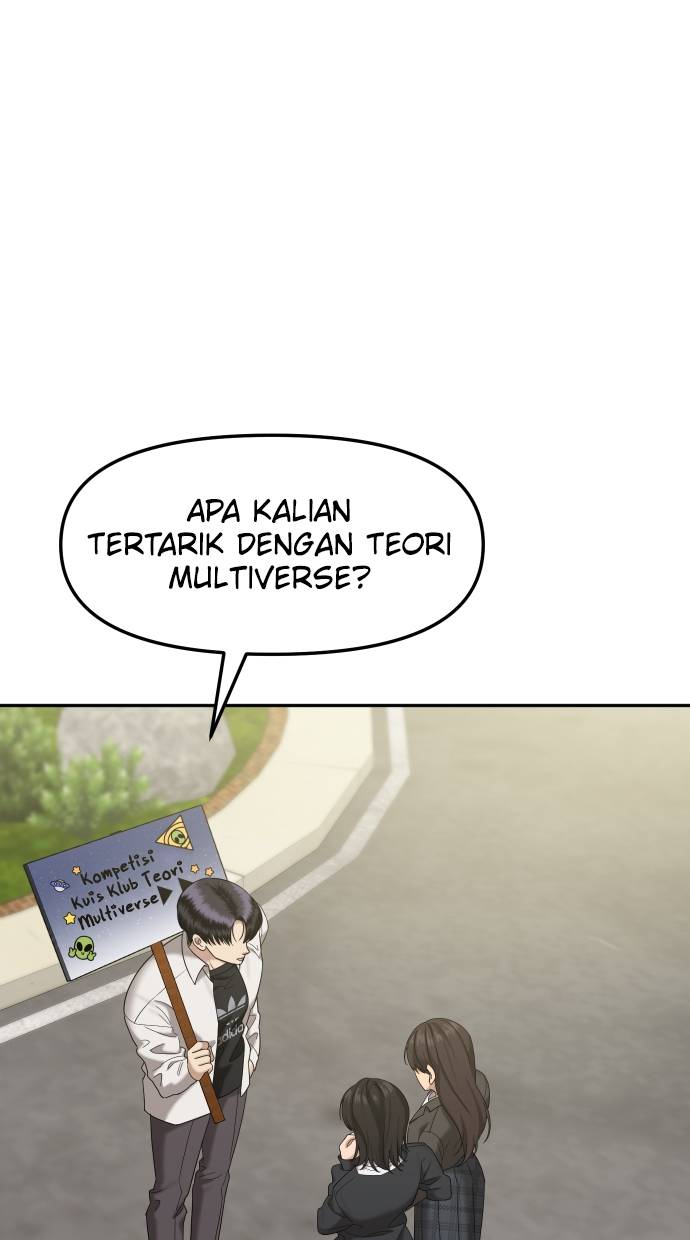 APA KALIAN
TERTARIK DENGAN TEORI
MULTIVERSE?
Kompetisi
Kuis Klub Teori
Multiverse